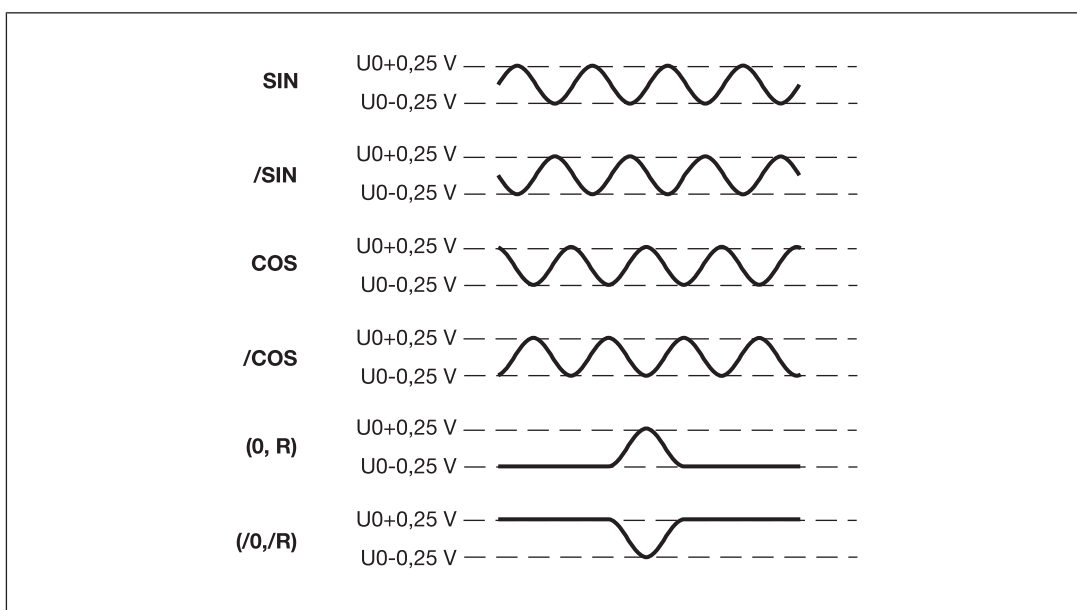 SIN
U0+0,25 V
U0-0,25 V
/SIN
U0+0,25 V
U0-0,25 V
COS
U0+0,25 V
U0-0,25 V
/COS
U0+0,25 V
U0-0,25 V
(0, R)
U0+0,25 V
U0-0,25 V
(/0,/R)
U0+0,25 V
U0-0,25 V